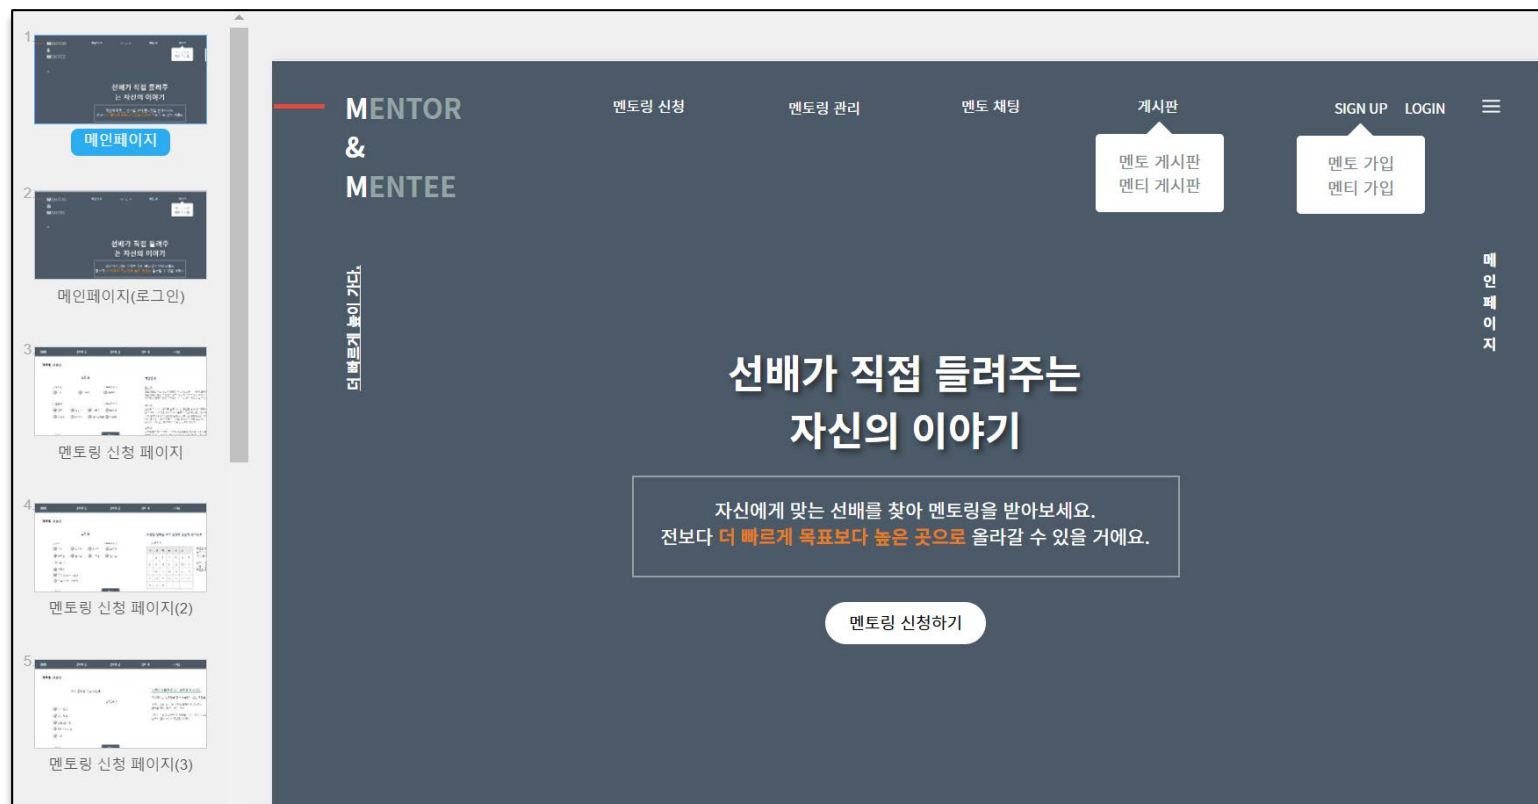 1
메인페이지
2
메인페이지(로그인)
3
멘토링 신청 페이지
4
멘토링 신청 페이지(2)
5
멘토링 신청 페이지(3)
MENTOR
&
MENTEE
멘토링 신청
멘토링 관리
멘토 채팅
게시판
SIGN UP
LOGIN
멘토 게시판
멘티 게시판
멘토 가입
멘티 가입
더 빠르게 높이 가다.
메인페이지
선배가 직접 들려주는
자신의 이야기
자신에게 맞는 선배를 찾아 멘토링을 받아보세요.
전보다 더 빠르게 목표보다 높은 곳으로 올라갈 수 있을 거에요.
멘토링 신청하기